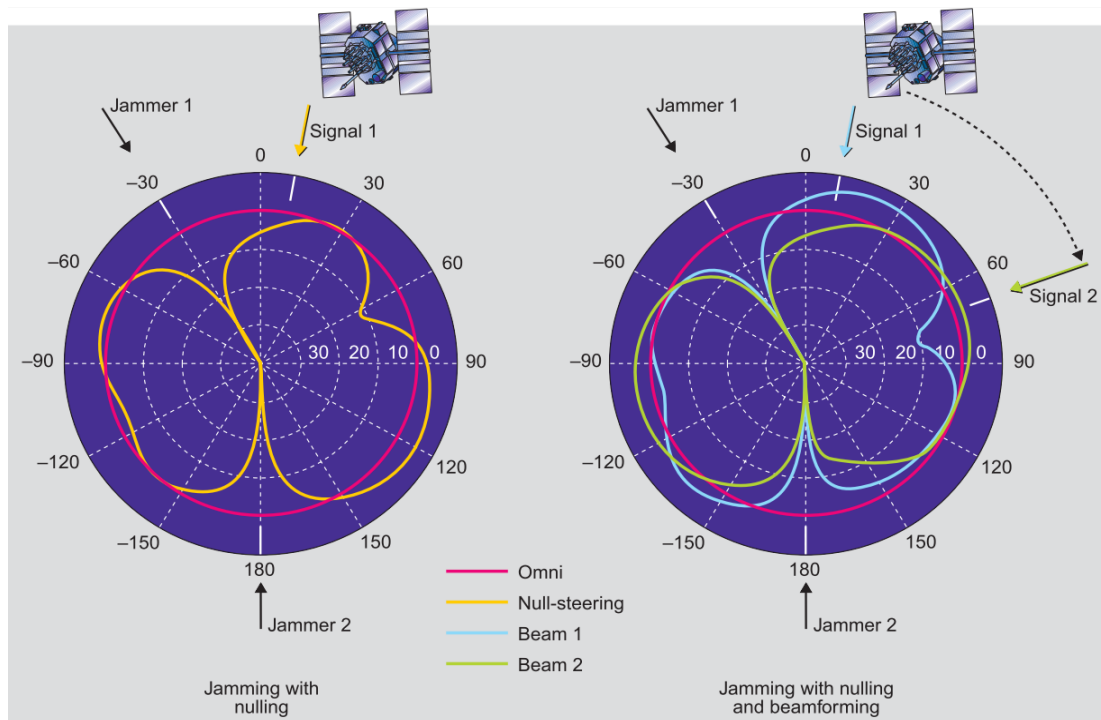 Jammer 1
Signal 1
0
30
60
90
120
150
180
–150
–120
–90
–60
–30
30 20 10 0
Jammer 2
Jamming with
nulling
Omni
Null-steering
Beam 1
Beam 2
Jammer 1
Signal 1
Signal 2
0
30
60
90
120
150
180
–150
–120
–90
–60
–30
30 20 10 0
Jammer 2
Jamming with nulling
and beamforming